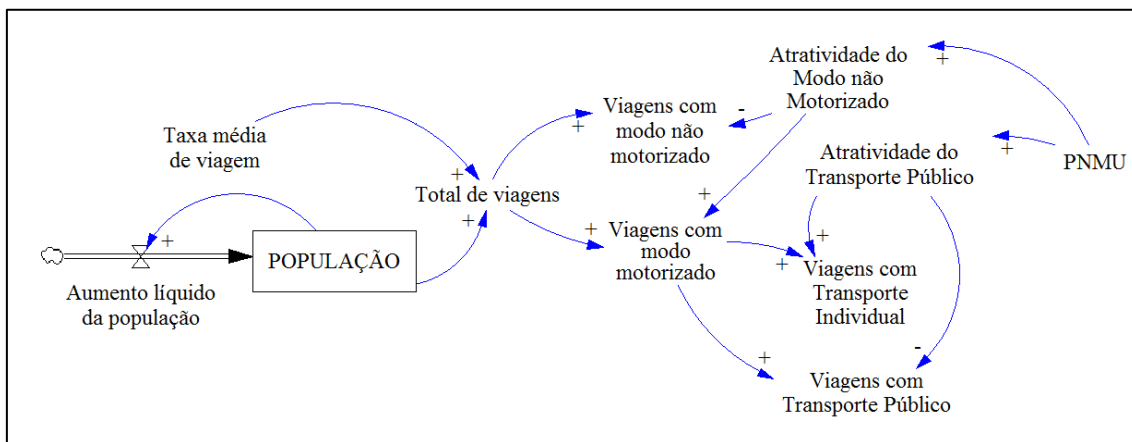 Atratividade do
Modo não
Motorizado
+
Viagens com
modo não
motorizado
-
+
Taxa média
de viagem
+
Atratividade do
Transporte Público
+
PNMU
Total de viagens
+
+
+
Viagens com
modo
motorizado
+
POPULAÇÃO
+
Aumento líquido
da população
+
+
Viagens com
Transporte
Individual
+
-
Viagens com
Transporte Público